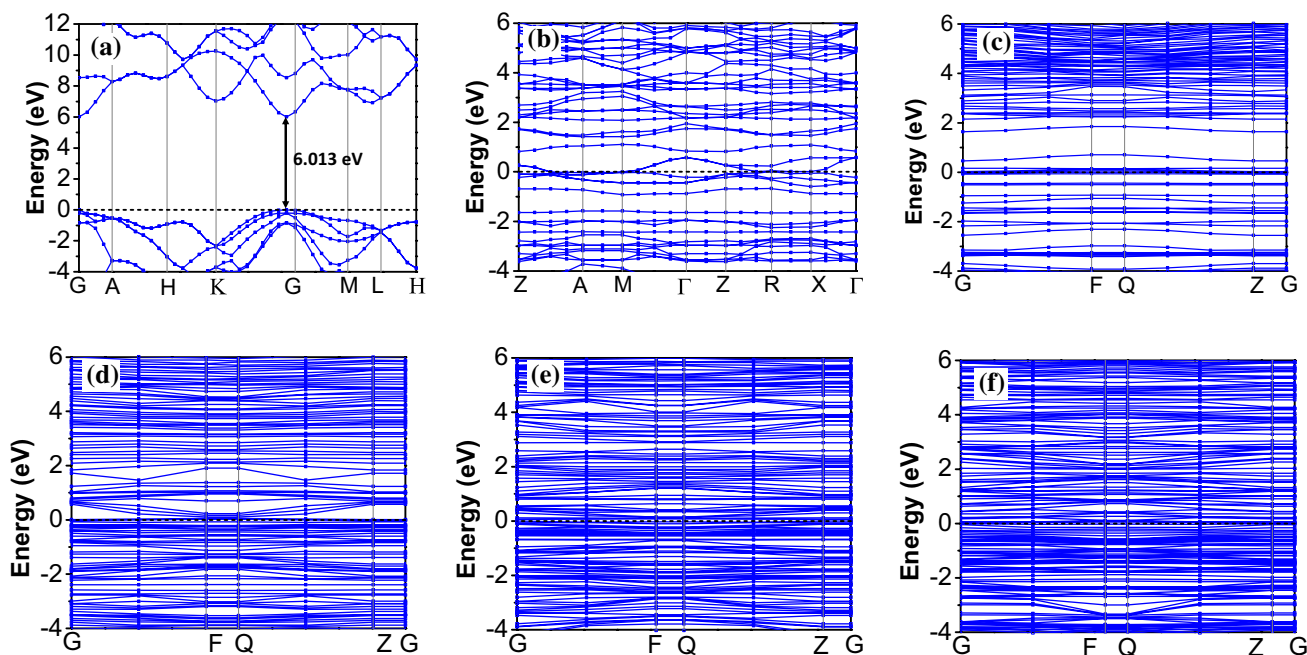 (a)
Energy (eV)
12
10
8
6
4
2
0
-2
-4
6.013 eV
G A H K G M L H
(b)
Energy (eV)
6
4
2
0
-2
-4
Z A M Γ Z R X Γ
(c)
Energy (eV)
6
4
2
0
-2
-4
G F Q Z G
(d)
Energy (eV)
6
4
2
0
-2
-4
G F Q Z G
(e)
Energy (eV)
6
4
2
0
-2
-4
G F Q Z G
(f)
Energy (eV)
6
4
2
0
-2
-4
G F Q Z G